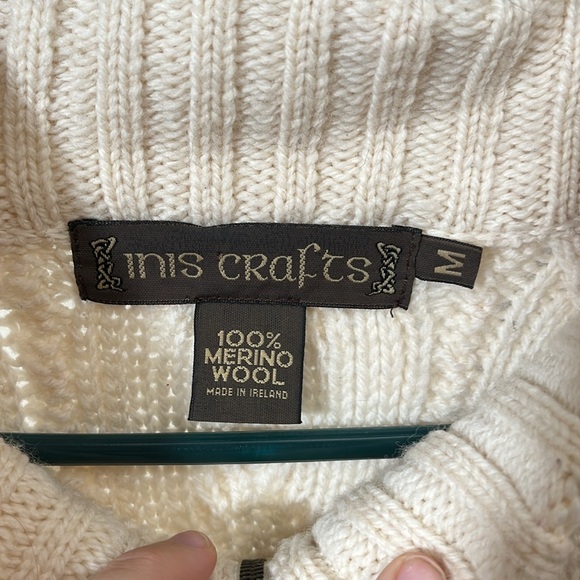 INIS CRAFTS
M
100%
MERINO
WOOL
MADE IN IRELAND